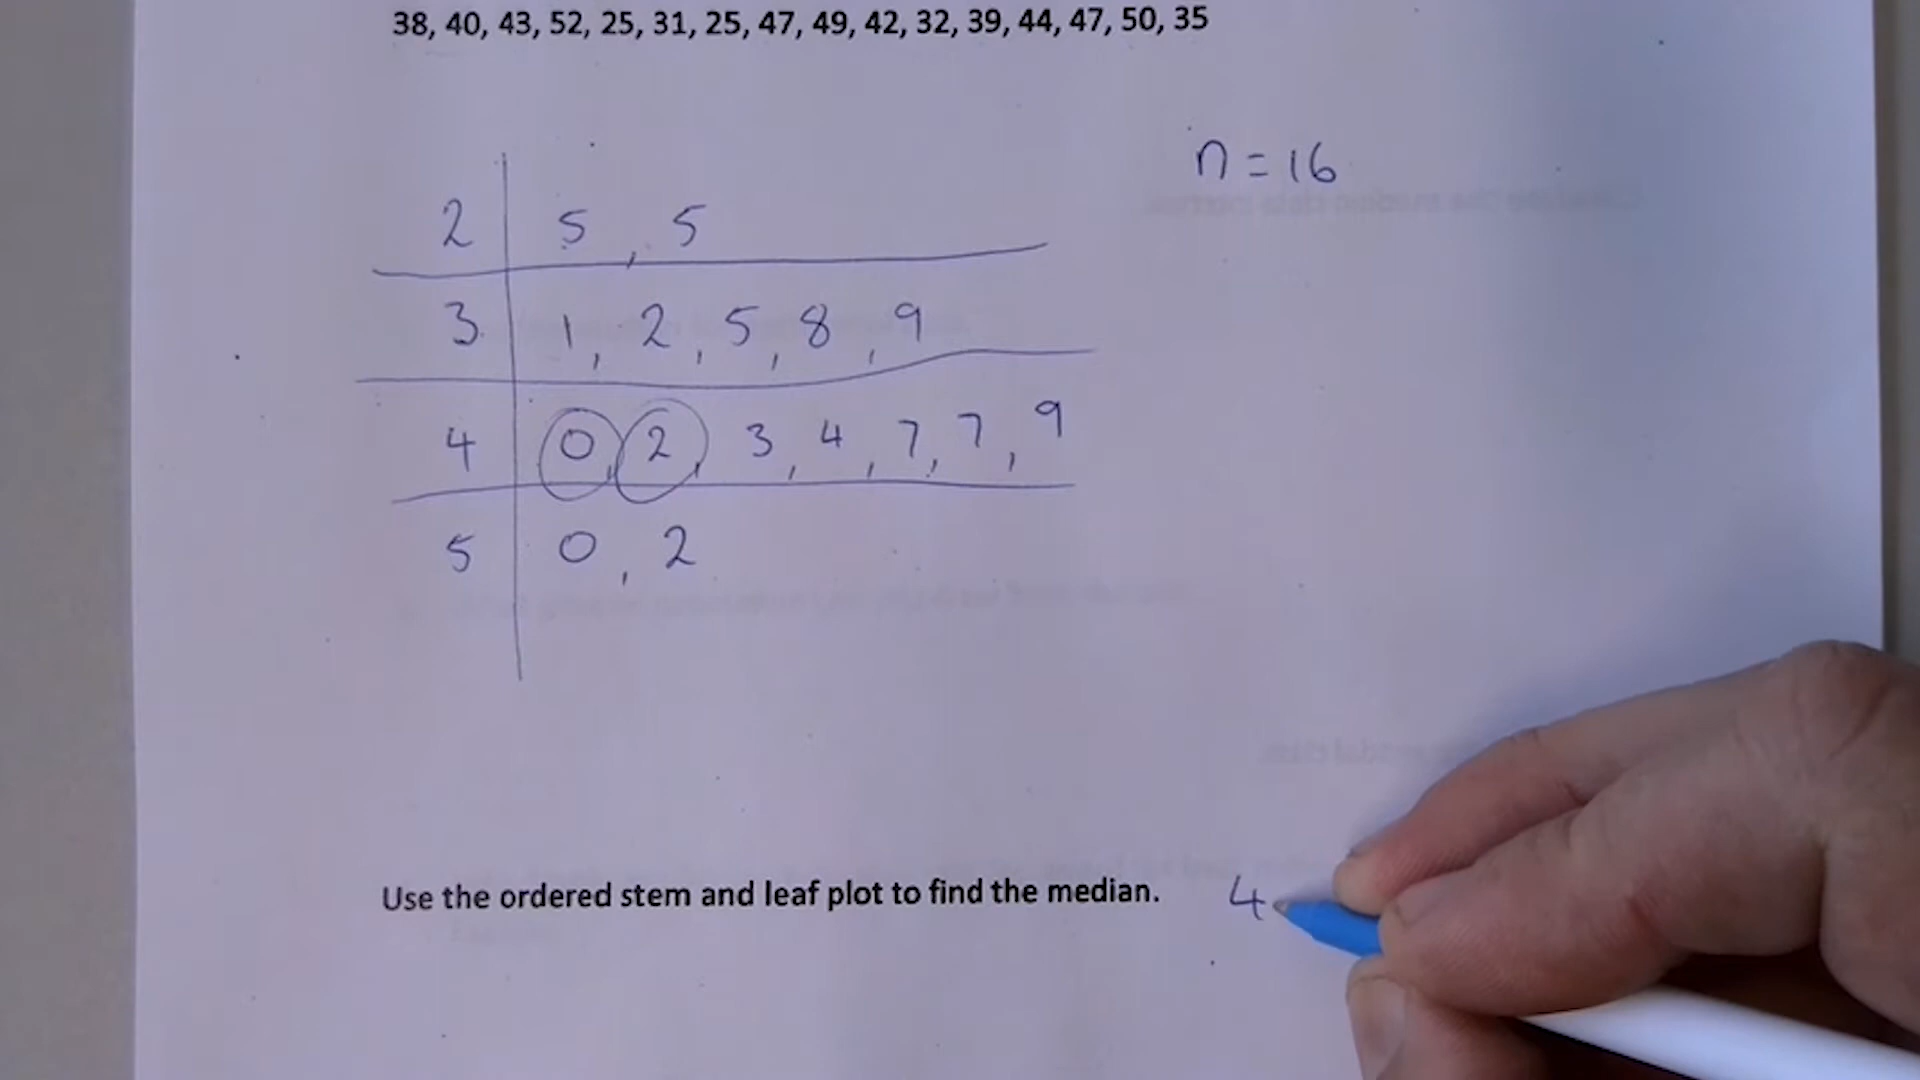 38, 40, 43, 52, 25, 31, 25, 47, 49, 42, 32, 39, 44, 47, 50, 35
n = 16
2 5, 5
3 1, 2, 5, 8, 9
4 0, 2, 3, 4, 7, 7, 9
5 0, 2
Use the ordered stem and leaf plot to find the median. 4